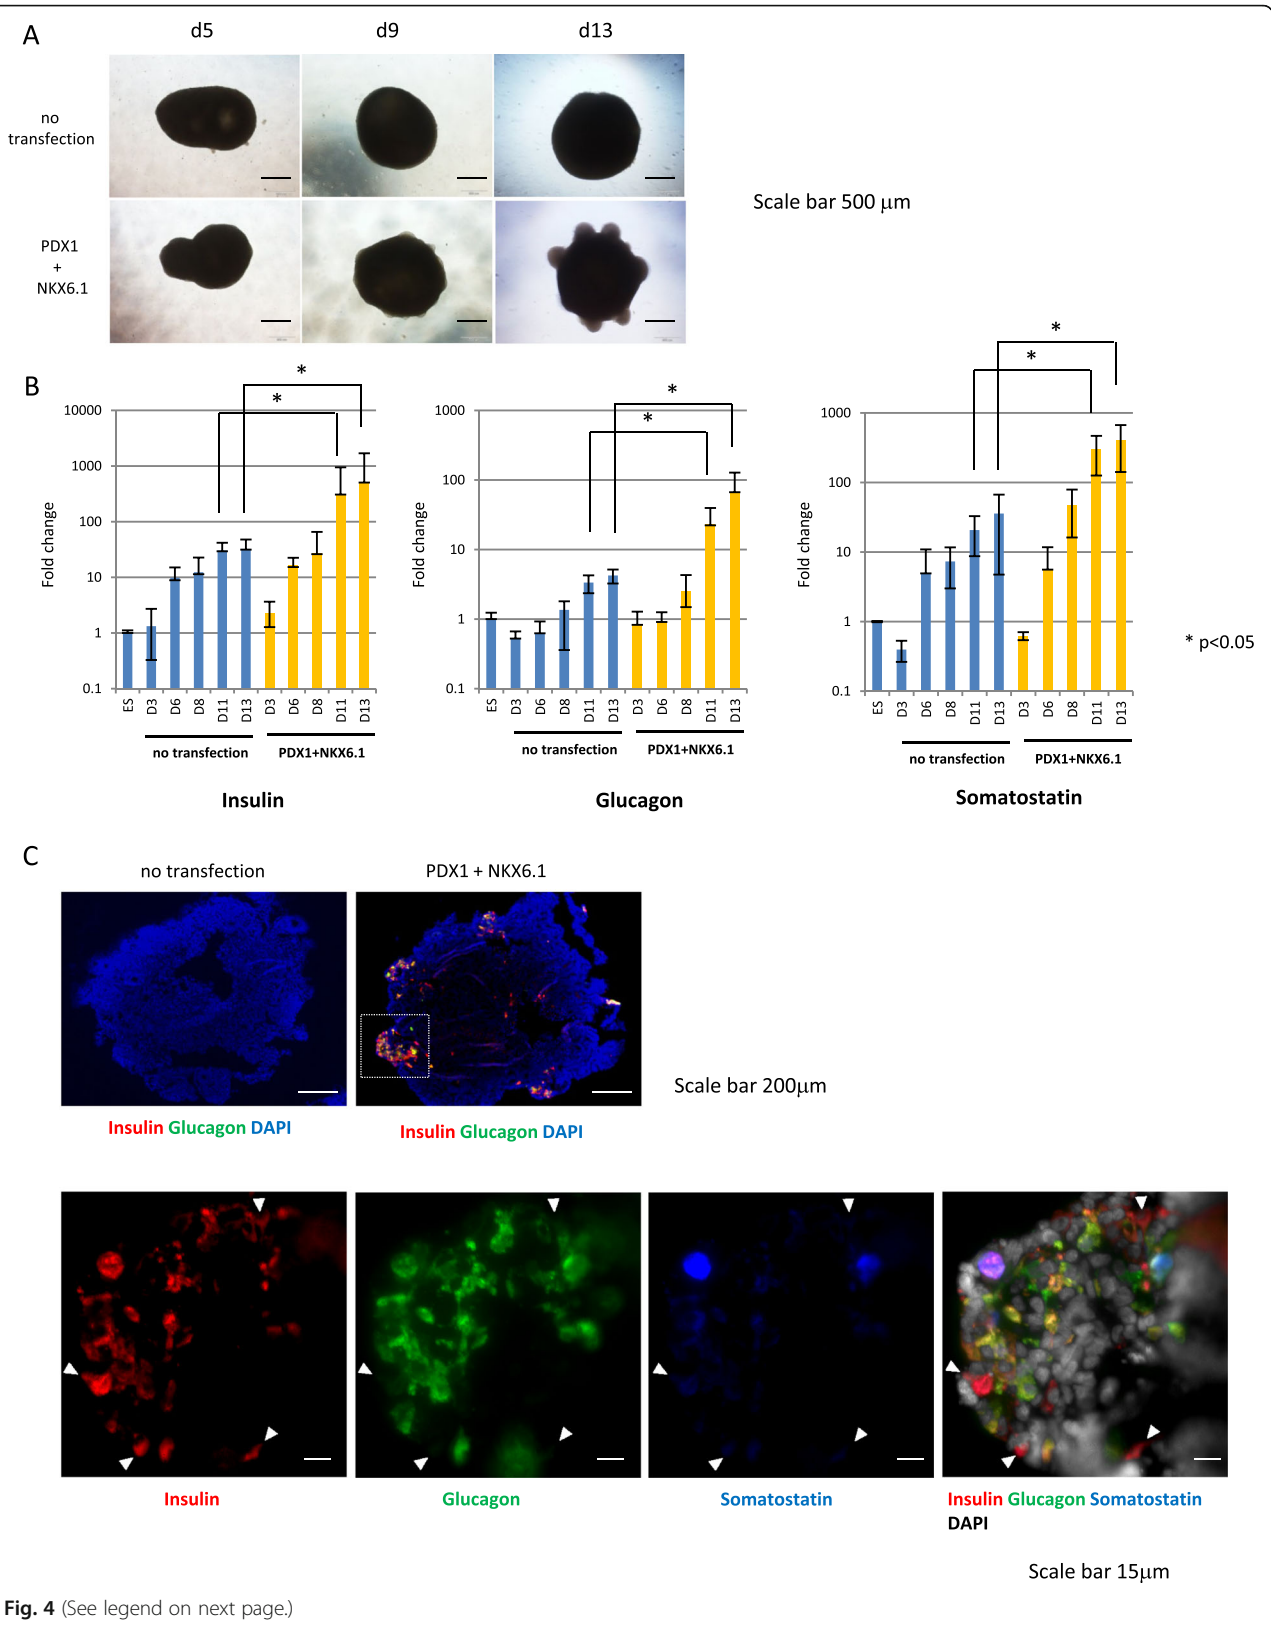 A
d5 d9 d13
no
transfection
Scale bar 500 μm
PDX1
+
NKX6.1
B
* *
* *
* *
10000
1000
100
10
1
0.1
Fold change
ES D3 D6 D8 D11 D13 D3 D6 D8 D11 D13
no transfection PDX1+NKX6.1
Insulin
1000
100
10
1
0.1
Fold change
ES D3 D6 D8 D11 D13 D3 D6 D8 D11 D13
no transfection PDX1+NKX6.1
Glucagon
1000
100
10
1
0.1
Fold change
ES D3 D6 D8 D11 D13 D3 D6 D8 D11 D13
no transfection PDX1+NKX6.1
Somatostatin
* p<0.05
C
no transfection PDX1 + NKX6.1
Scale bar 200μm
Insulin Glucagon DAPI
Insulin Glucagon DAPI
Insulin
Glucagon
Somatostatin
Insulin Glucagon Somatostatin
DAPI
Scale bar 15μm
Fig. 4 (See legend on next page.)